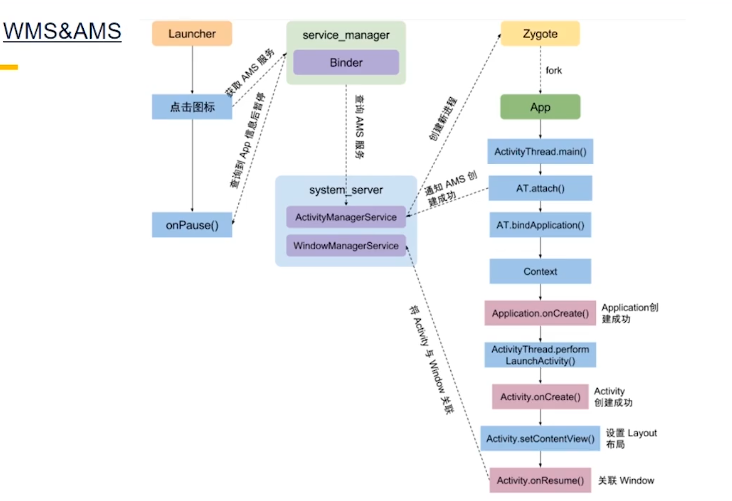 WMS&AMS
Launcher
service_manager
Zygote
Binder
获取 AMS 服务
fork
点击图标
App
查询到 App 信息后暂停
查询 AMS 服务
创建新进程
ActivityThread.main()
system_server
通知 AMS 创
建成功
AT.attach()
onPause()
ActivityManagerService
AT.bindApplication()
WindowManagerService
Context
将 Activity 与 Window 关联
Application.onCreate()
Application创
建成功
ActivityThread.perform
LaunchActivity()
Activity.onCreate()
Activity
创建成功
Activity.setContentView()
设置 Layout
布局
Activity.onResume()
关联 Window